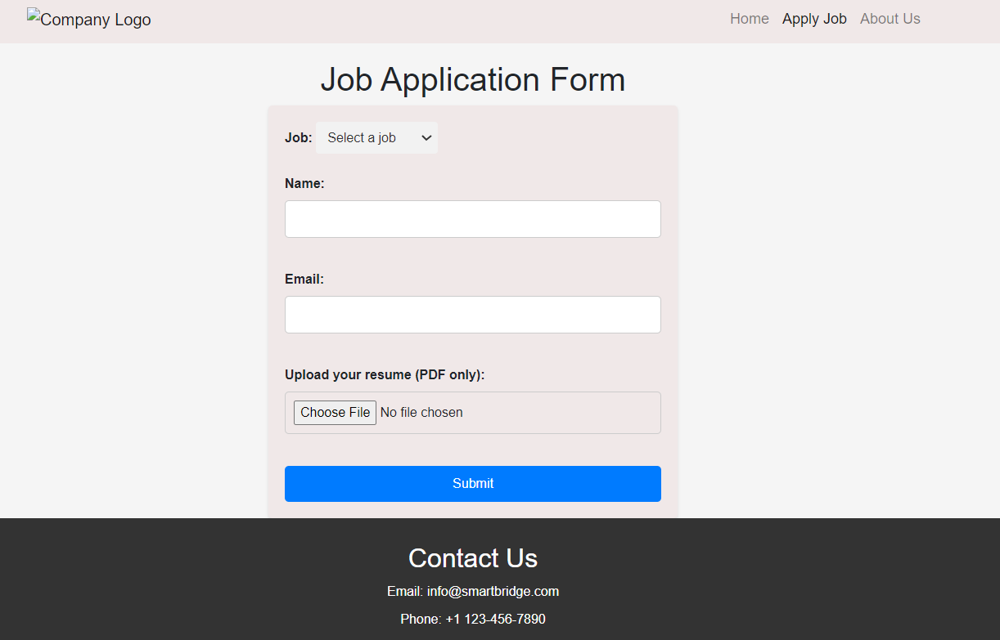 Company Logo Home Apply Job About Us
Job Application Form
Job: Select a job
Name:
Email:
Upload your resume (PDF only):
Choose File No file chosen
Submit
Contact Us
Email: info@smartbridge.com
Phone: +1 123-456-7890